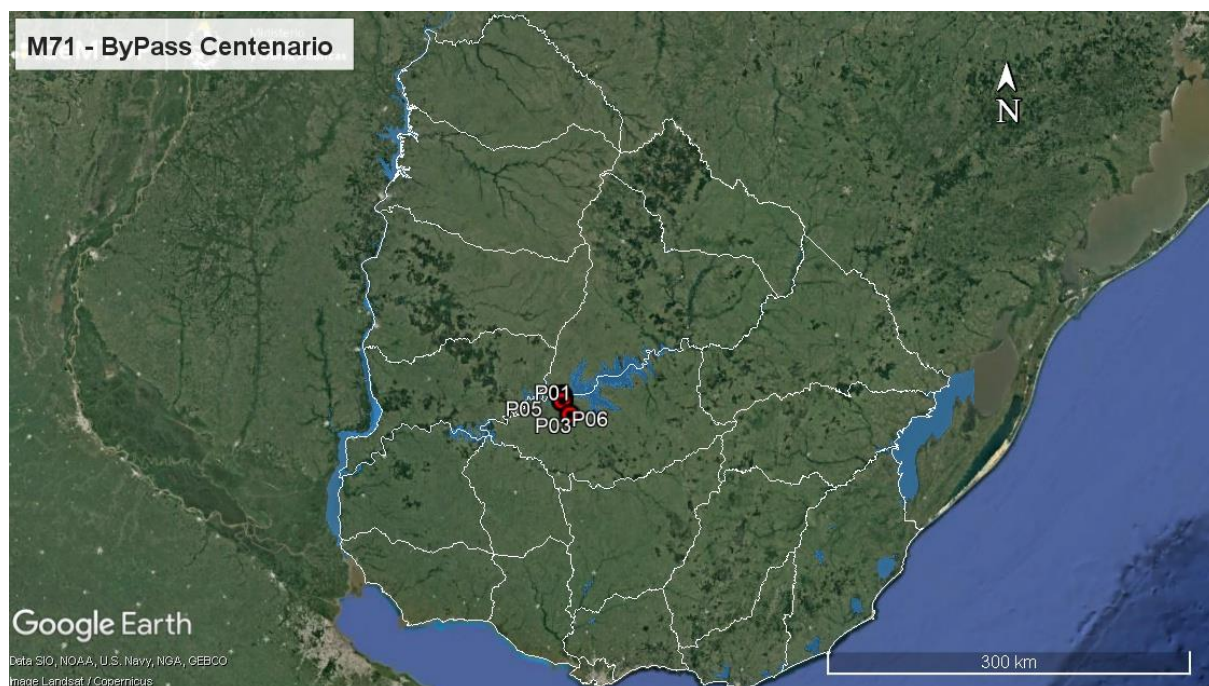 M71 - ByPass Centenario
N
P01
P05
P03 P06
Google Earth
Data SIO, NOAA, U.S. Navy, NGA, GEBCO
Image Landsat / Copernicus
300 km